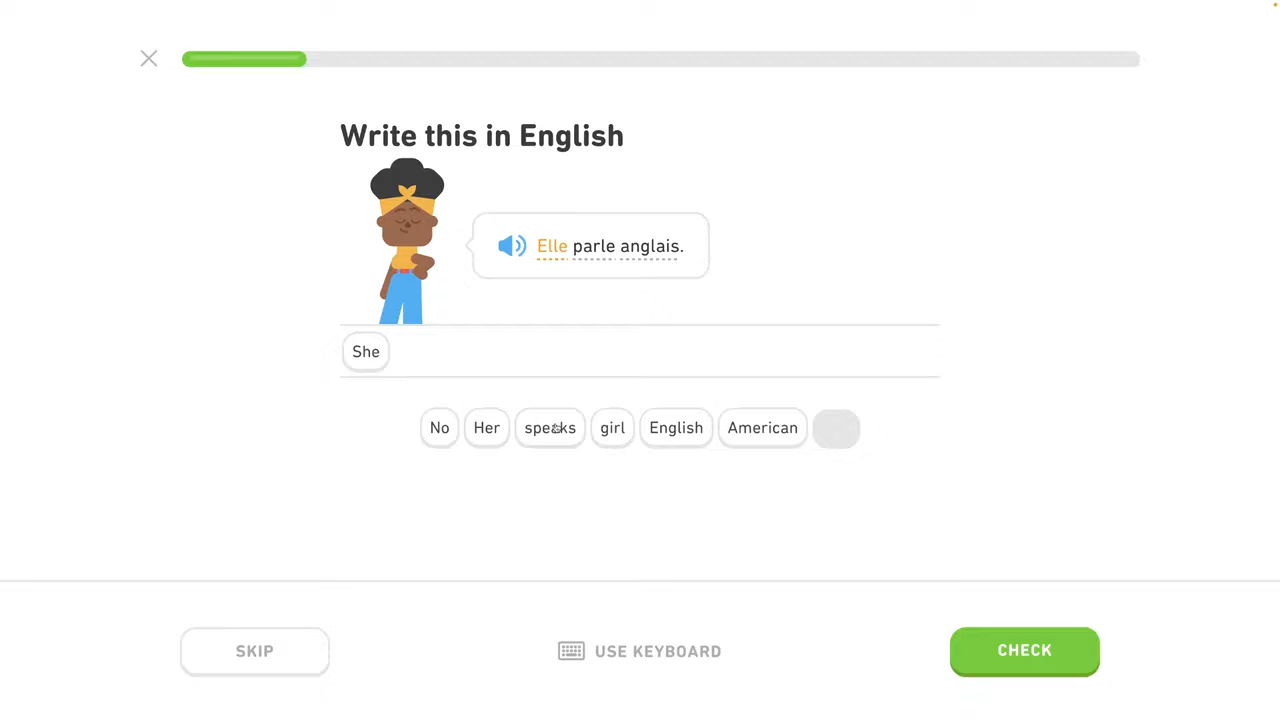 Write this in English
Elle parle anglais.
She
No Her speaks girl English American
SKIP USE KEYBOARD CHECK